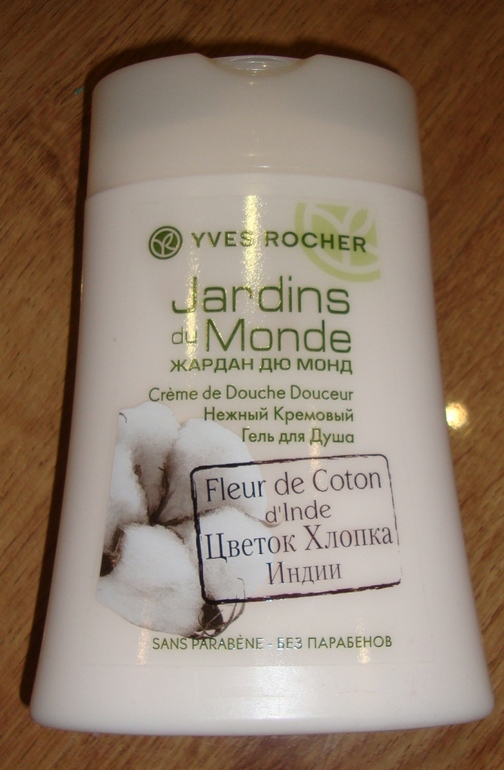 YVES ROCHER
Jardins
du Monde
ЖАРДАН ДЮ МОНД
Crème de Douche Douceur
Нежный Кремовый
Гель для Душа
Fleur de Coton
d'Inde
Цветок Хлопка
Индии
SANS PARABÈNE - БЕЗ ПАРАБЕНОВ